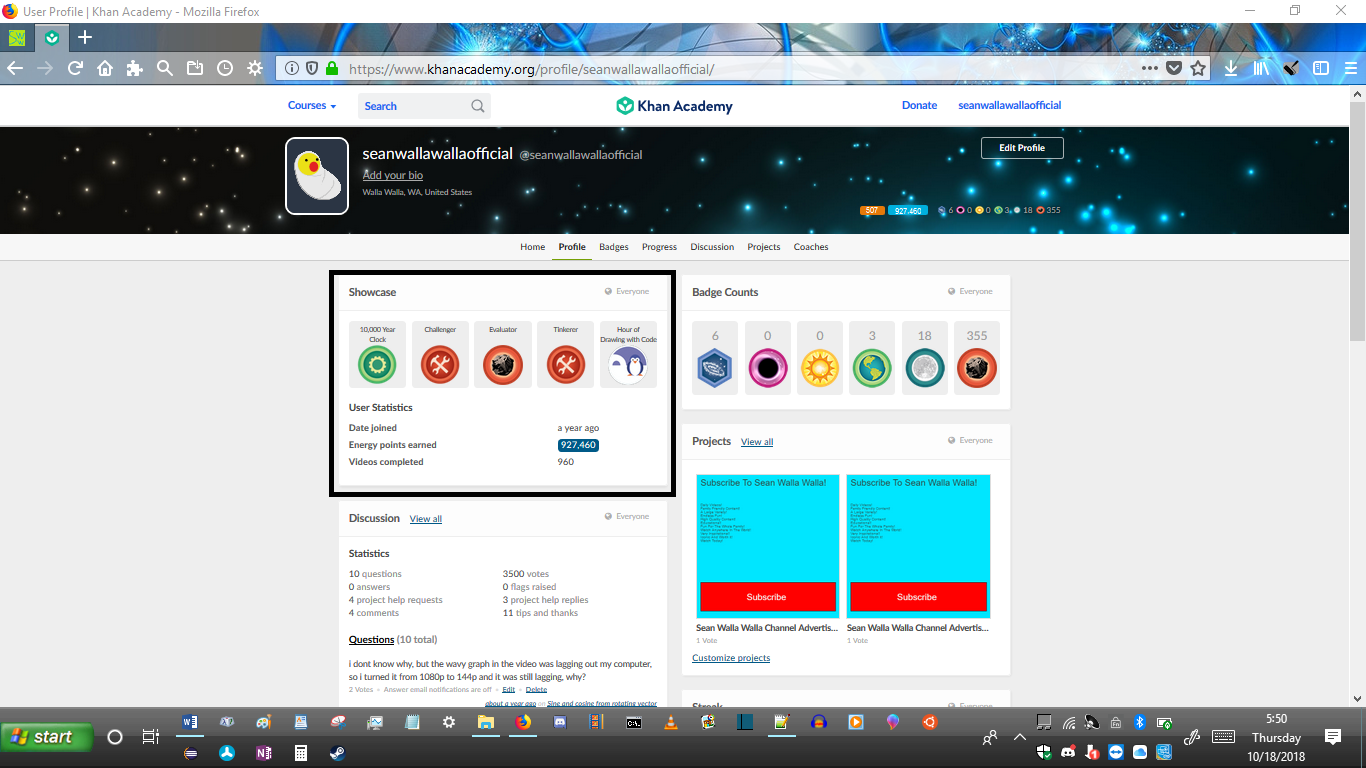 User Profile | Khan Academy - Mozilla Firefox
https://www.khanacademy.org/profile/seanwallawallaofficial/
Courses
Search
Khan Academy
Donate
seanwallawallaofficial
seanwallawallaofficial @seanwallawallaofficial
Add your bio
Walla Walla, WA, United States
Edit Profile
507 927,460 6 0 0 3 18 355
Home Profile Badges Progress Discussion Projects Coaches
Showcase
Everyone
10,000 Year Clock
Challenger
Evaluator
Tinkerer
Hour of Drawing with Code
User Statistics
Date joined a year ago
Energy points earned 927,460
Videos completed 960
Badge Counts
Everyone
6 0 0 3 18 355
Discussion View all
Everyone
Statistics
10 questions 3500 votes
0 answers 0 flags raised
4 project help requests 3 project help replies
4 comments 11 tips and thanks
Questions (10 total)
i dont know why, but the wavy graph in the video was lagging out my computer,
so i turned it from 1080p to 144p and it was still lagging, why?
2 Votes • Answer email notifications are off • Edit • Delete
about a year ago on Sine and cosine from rotating vector
Projects View all
Everyone
Subscribe To Sean Walla Walla!
Subscribe
Sean Walla Walla Channel Advertis...
1 Vote
Subscribe To Sean Walla Walla!
Subscribe
Sean Walla Walla Channel Advertis...
1 Vote
Customize projects
Streak
Everyone
start
5:50
Thursday
10/18/2018